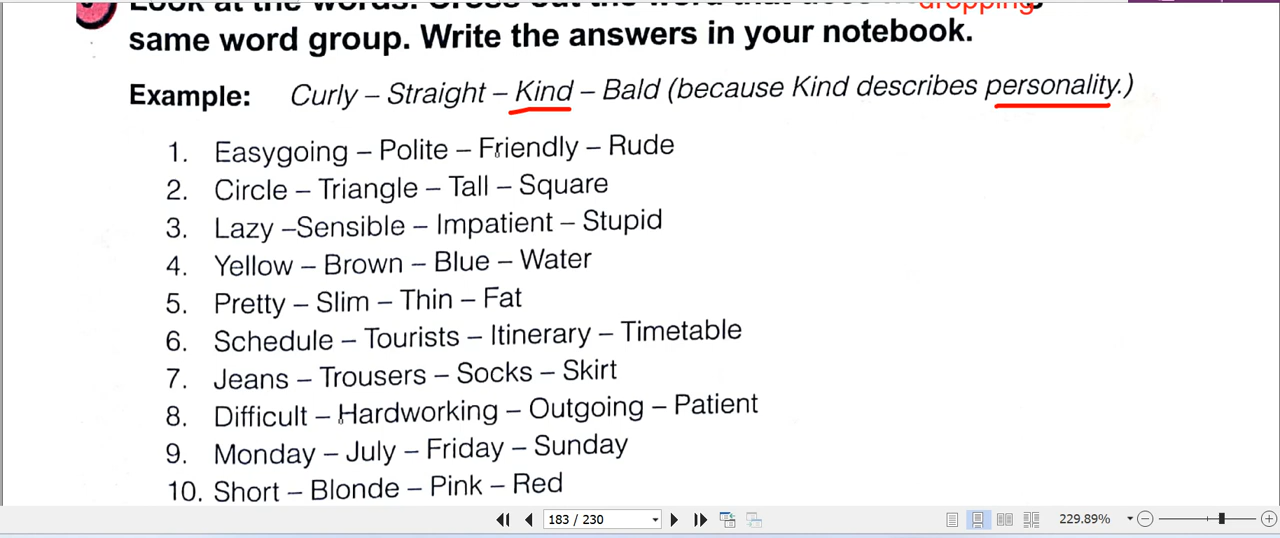 dropping
same word group. Write the answers in your notebook.
Example: Curly – Straight – Kind – Bald (because Kind describes personality.)
1. Easygoing – Polite – Friendly – Rude
2. Circle – Triangle – Tall – Square
3. Lazy –Sensible – Impatient – Stupid
4. Yellow – Brown – Blue – Water
5. Pretty – Slim – Thin – Fat
6. Schedule – Tourists – Itinerary – Timetable
7. Jeans – Trousers – Socks – Skirt
8. Difficult – Hardworking – Outgoing – Patient
9. Monday – July – Friday – Sunday
10. Short – Blonde – Pink – Red
183 / 230
229.89%